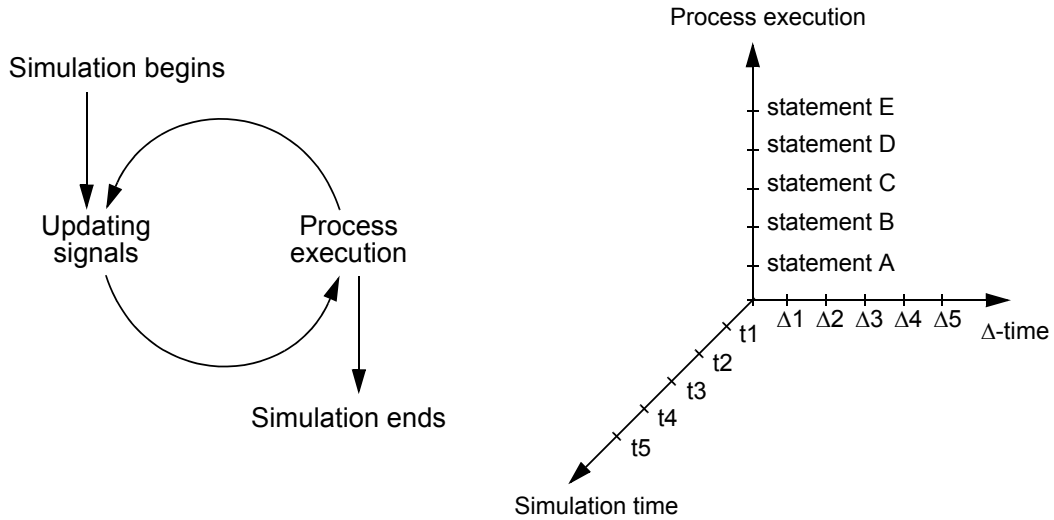 Simulation begins
Updating
signals
Process
execution
Simulation ends
Process execution
statement E
statement D
statement C
statement B
statement A
Δ1 Δ2 Δ3 Δ4 Δ5
Δ-time
t1
t2
t3
t4
t5
Simulation time